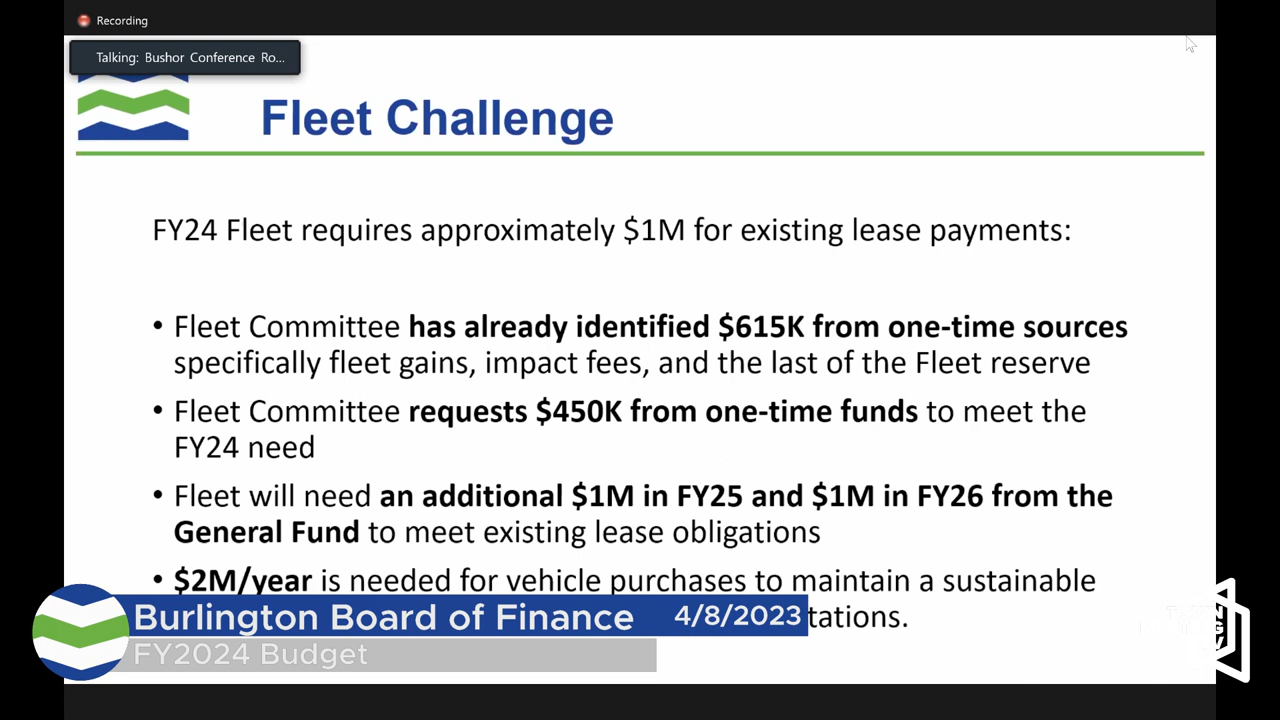 Recording
Talking: Bushor Conference Ro...
Fleet Challenge
FY24 Fleet requires approximately $1M for existing lease payments:
• Fleet Committee has already identified $615K from one-time sources
specifically fleet gains, impact fees, and the last of the Fleet reserve
• Fleet Committee requests $450K from one-time funds to meet the
FY24 need
• Fleet will need an additional $1M in FY25 and $1M in FY26 from the
General Fund to meet existing lease obligations
• $2M/year is needed for vehicle purchases to maintain a sustainable
tations.
Burlington Board of Finance 4/8/2023
FY2024 Budget